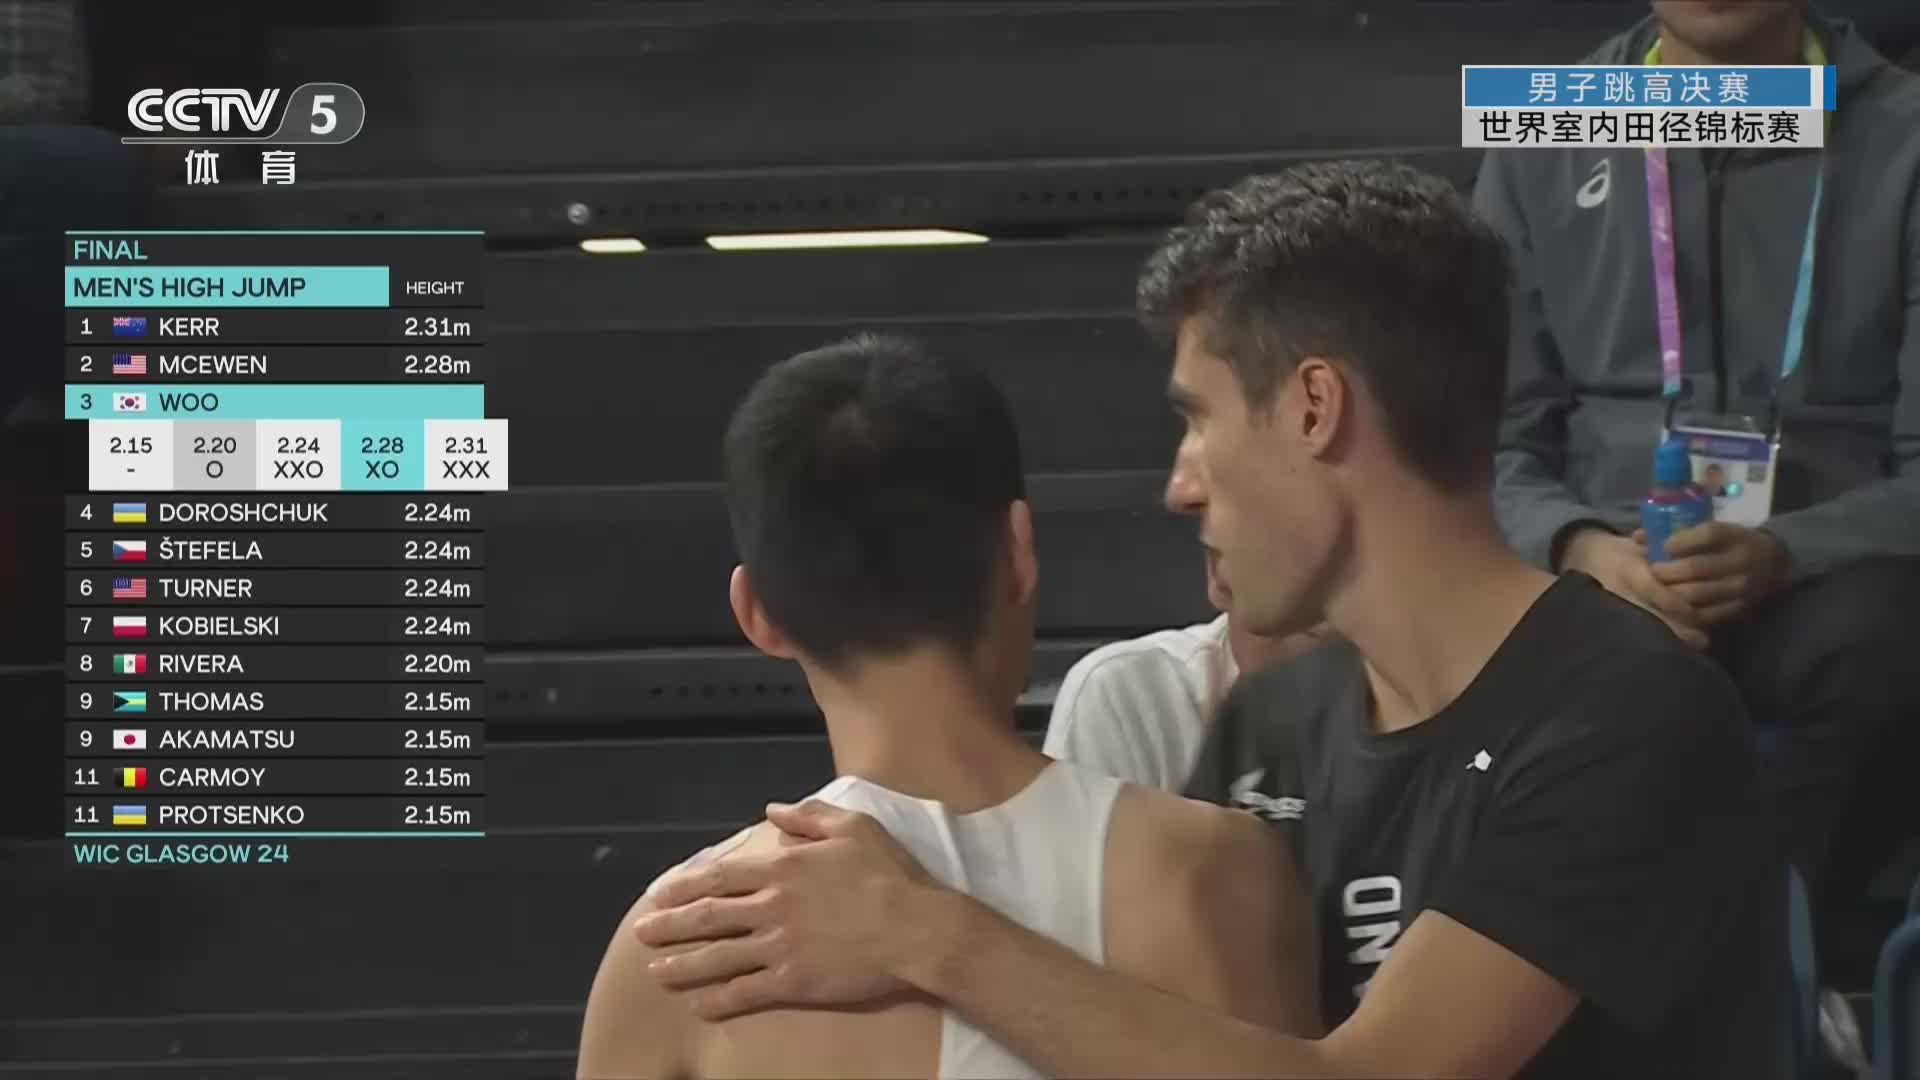 CCTV 5
体育
男子跳高决赛
世界室内田径锦标赛
FINAL
MEN'S HIGH JUMP HEIGHT
1 KERR 2.31m
2 MCEWEN 2.28m
3 WOO
2.15 2.20 2.24 2.28 2.31
- O XXO XO XXX
4 DOROSHCHUK 2.24m
5 ŠTEFELA 2.24m
6 TURNER 2.24m
7 KOBIELSKI 2.24m
8 RIVERA 2.20m
9 THOMAS 2.15m
9 AKAMATSU 2.15m
11 CARMOY 2.15m
11 PROTSENKO 2.15m
WIC GLASGOW 24
AND